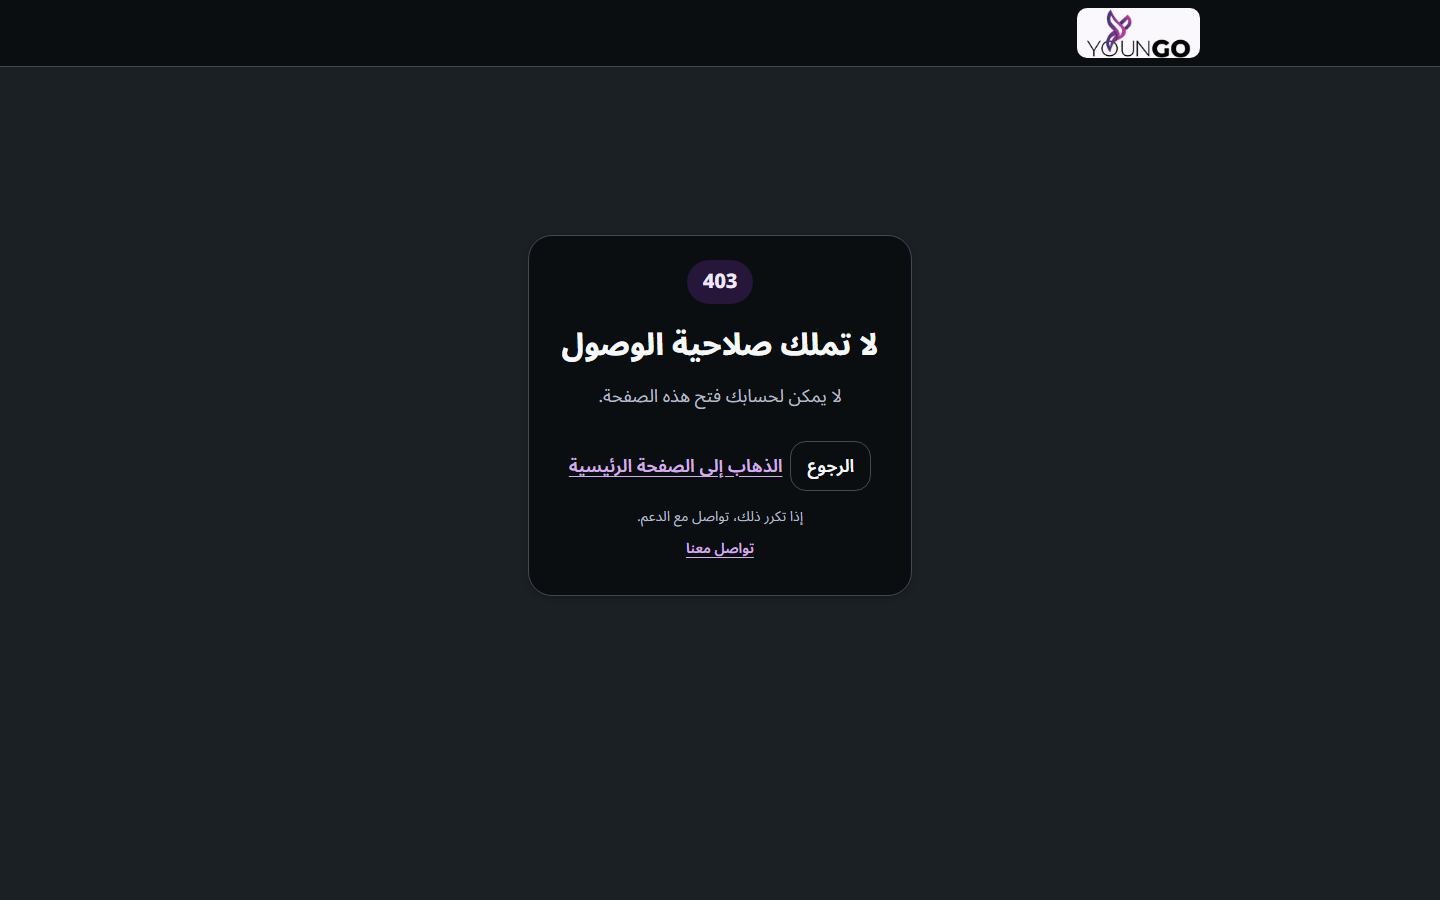 YOUNGO
403
لا تملك صلاحية الوصول
لا يمكن لحسابك فتح هذه الصفحة.
الرجوع الذهاب إلى الصفحة الرئيسية
إذا تكرر ذلك، تواصل مع الدعم.
تواصل معنا